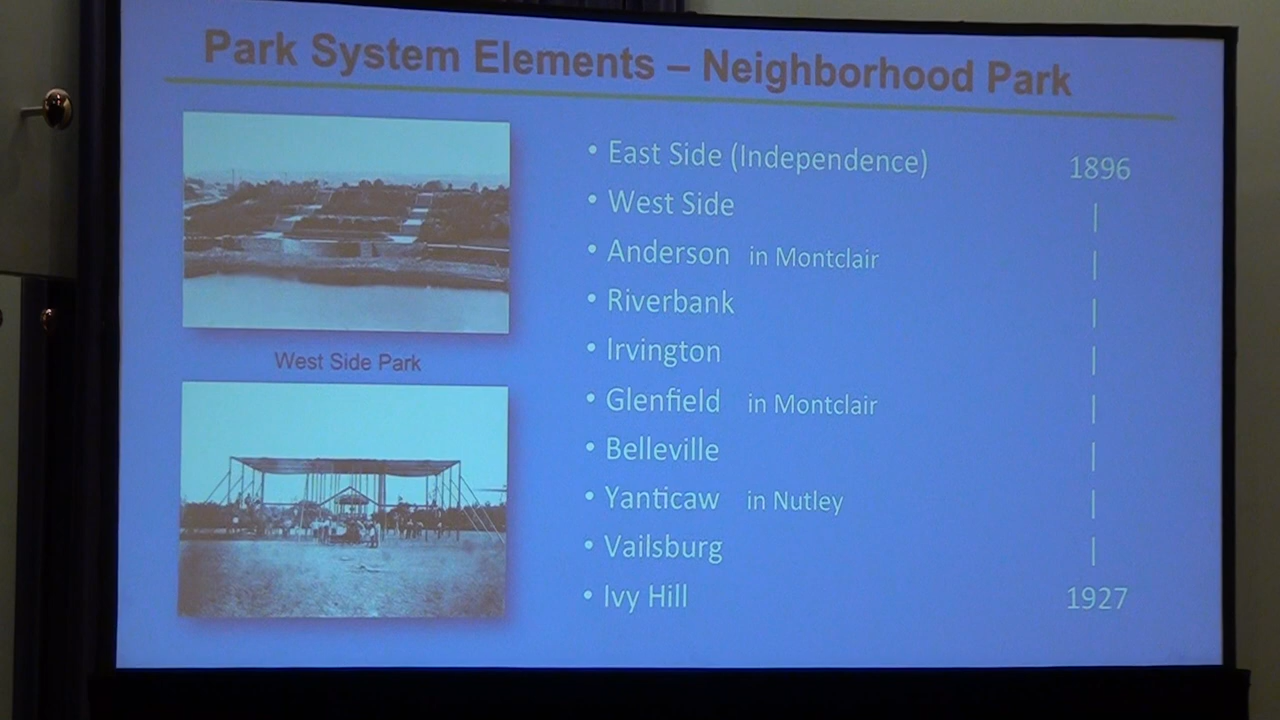 Park System Elements – Neighborhood Park
West Side Park
• East Side (Independence) 1896
• West Side |
• Anderson in Montclair |
• Riverbank |
• Irvington |
• Glenfield in Montclair |
• Belleville |
• Yanticaw in Nutley |
• Vailsburg |
• Ivy Hill 1927